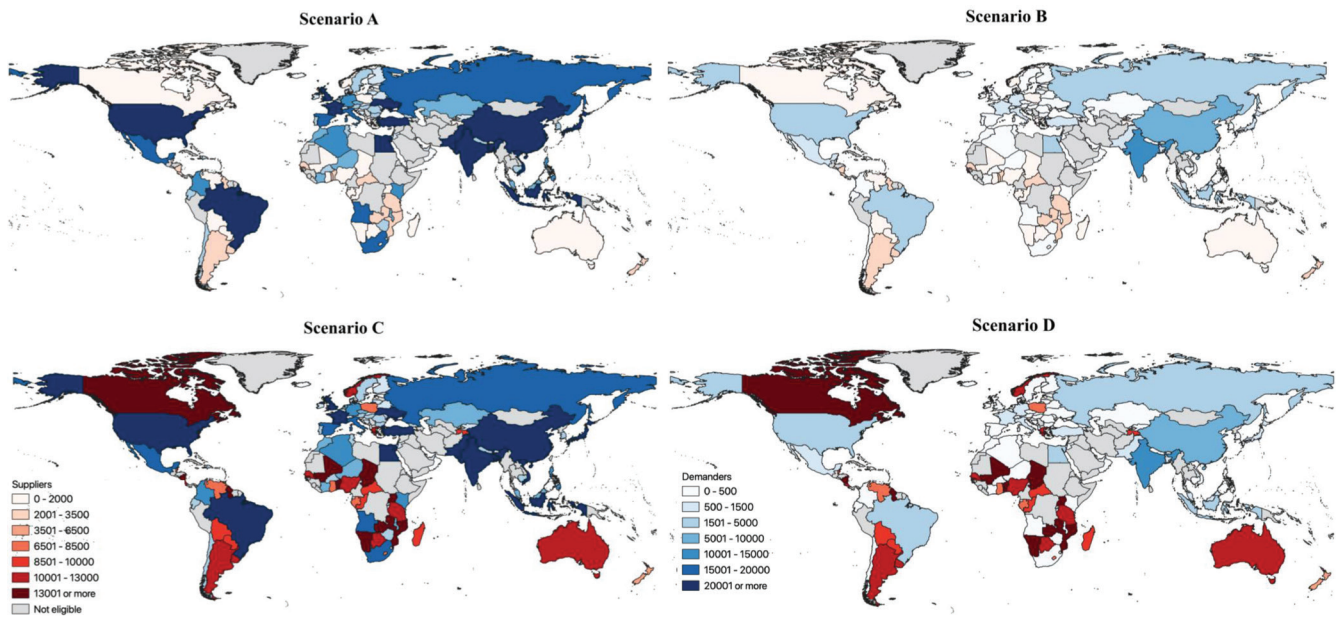 Scenario A
Scenario B
Scenario C
Scenario D
Suppliers
0 - 2000
2001 - 3500
3501 - 6500
6501 - 8500
8501 - 10000
10001 - 13000
13001 or more
Not eligible
Demanders
0 - 500
500 - 1500
1501 - 5000
5001 - 10000
10001 - 15000
15001 - 20000
20001 or more